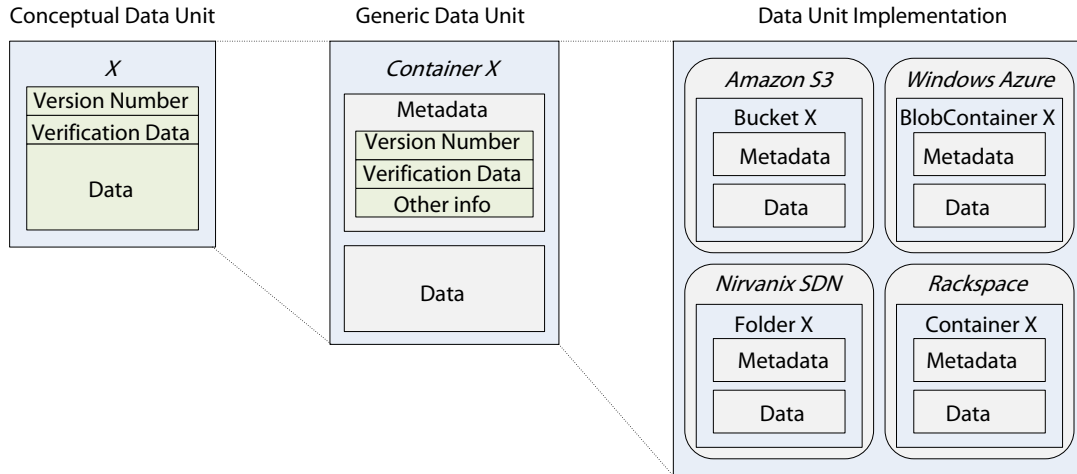 Conceptual Data Unit
Generic Data Unit
Data Unit Implementation
X
Version Number
Verification Data
Data
Container X
Metadata
Version Number
Verification Data
Other info
Data
Amazon S3
Bucket X
Metadata
Data
Windows Azure
BlobContainer X
Metadata
Data
Nirvanix SDN
Folder X
Metadata
Data
Rackspace
Container X
Metadata
Data